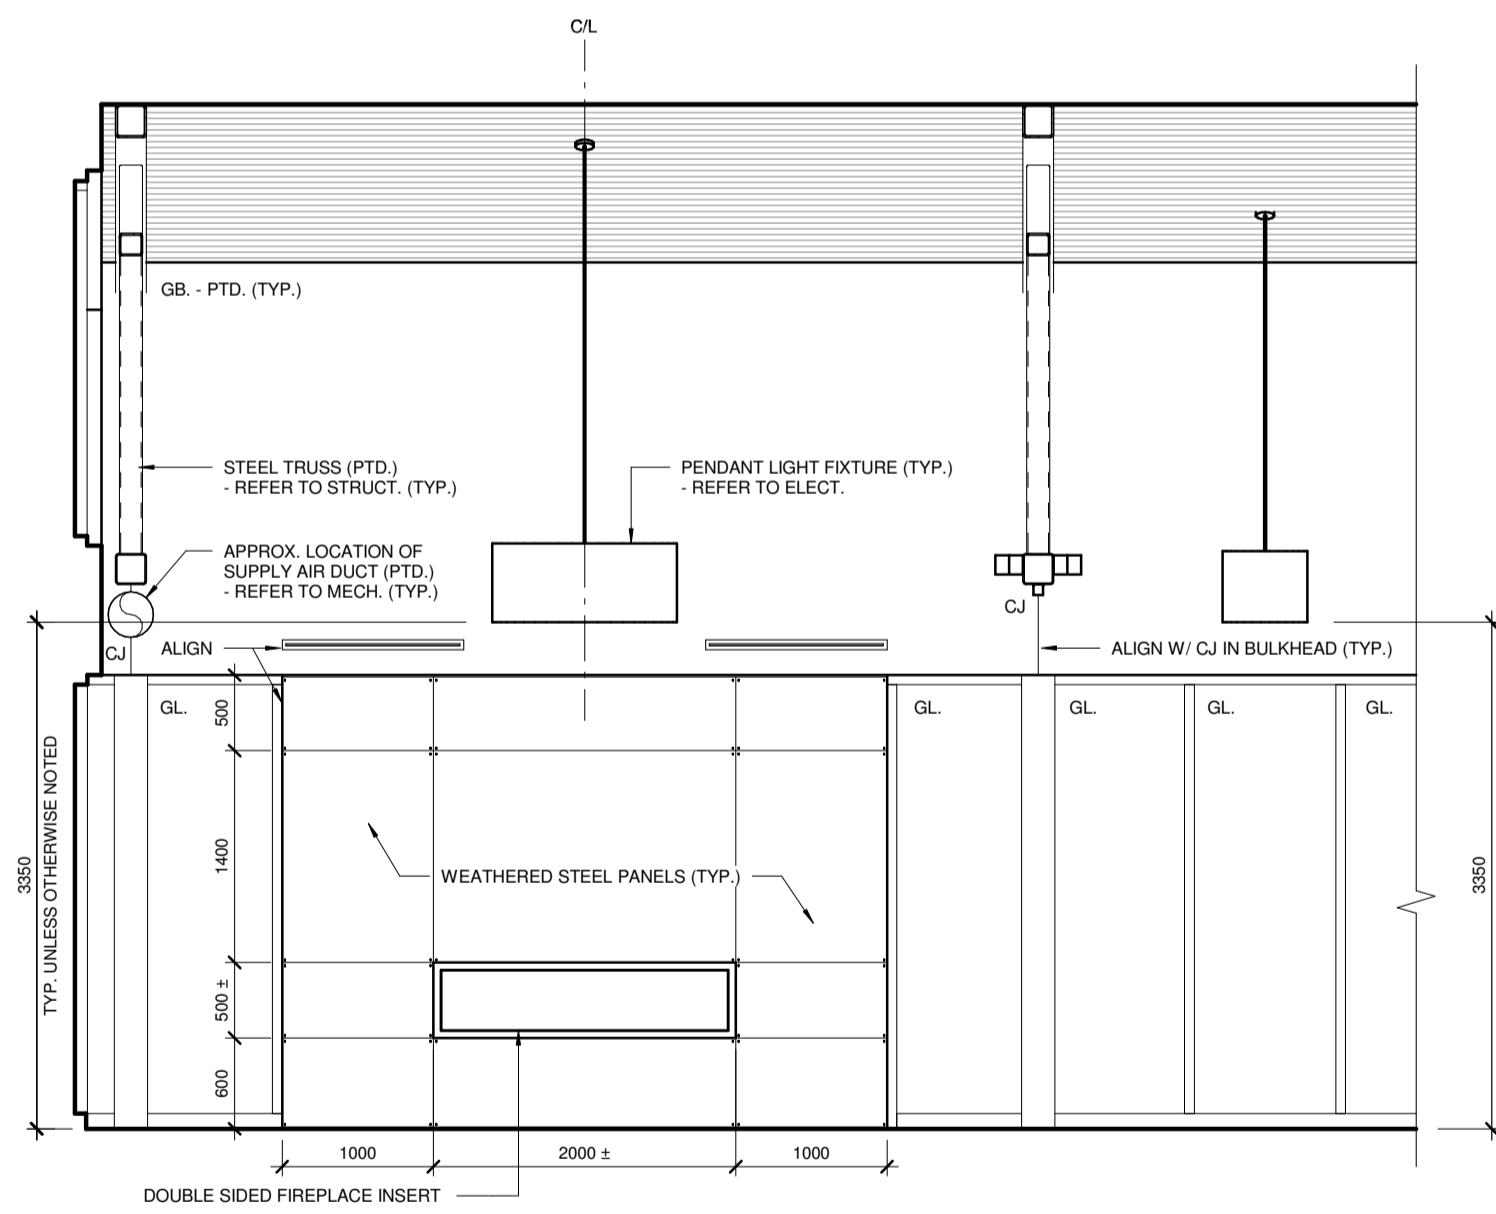 C/L
GB. - PTD. (TYP.)
STEEL TRUSS (PTD.)
- REFER TO STRUCT. (TYP.)
PENDANT LIGHT FIXTURE (TYP.)
- REFER TO ELECT.
APPROX. LOCATION OF
SUPPLY AIR DUCT (PTD.)
- REFER TO MECH. (TYP.)
CJ
CJ
ALIGN
ALIGN W/ CJ IN BULKHEAD (TYP.)
GL.
GL.
GL.
GL.
GL.
500
1400
500 ±
600
3350
TYP. UNLESS OTHERWISE NOTED
3350
WEATHERED STEEL PANELS (TYP.)
1000
2000 ±
1000
DOUBLE SIDED FIREPLACE INSERT